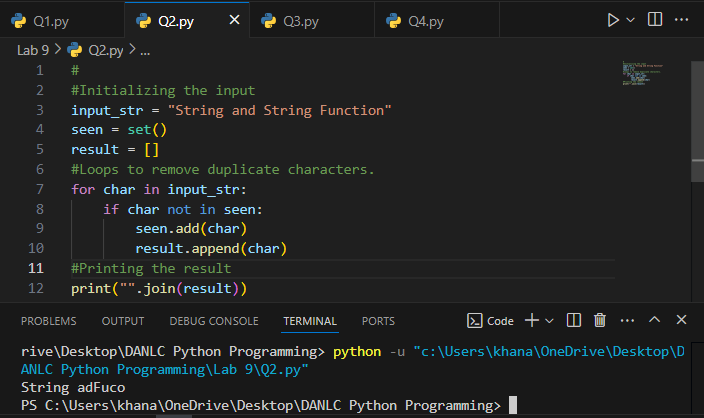 Q1.py Q2.py Q3.py Q4.py
Lab 9 > Q2.py > ...
1 #
2 #Initializing the input
3 input_str = "String and String Function"
4 seen = set()
5 result = []
6 #Loops to remove duplicate characters.
7 for char in input_str:
8     if char not in seen:
9         seen.add(char)
10         result.append(char)
11 #Printing the result
12 print("".join(result))
PROBLEMS OUTPUT DEBUG CONSOLE TERMINAL PORTS Code
rive\Desktop\DANLC Python Programming> python -u "c:\Users\khana\OneDrive\Desktop\D
ANLC Python Programming\Lab 9\Q2.py"
String adFuco
PS C:\Users\khana\OneDrive\Desktop\DANLC Python Programming>